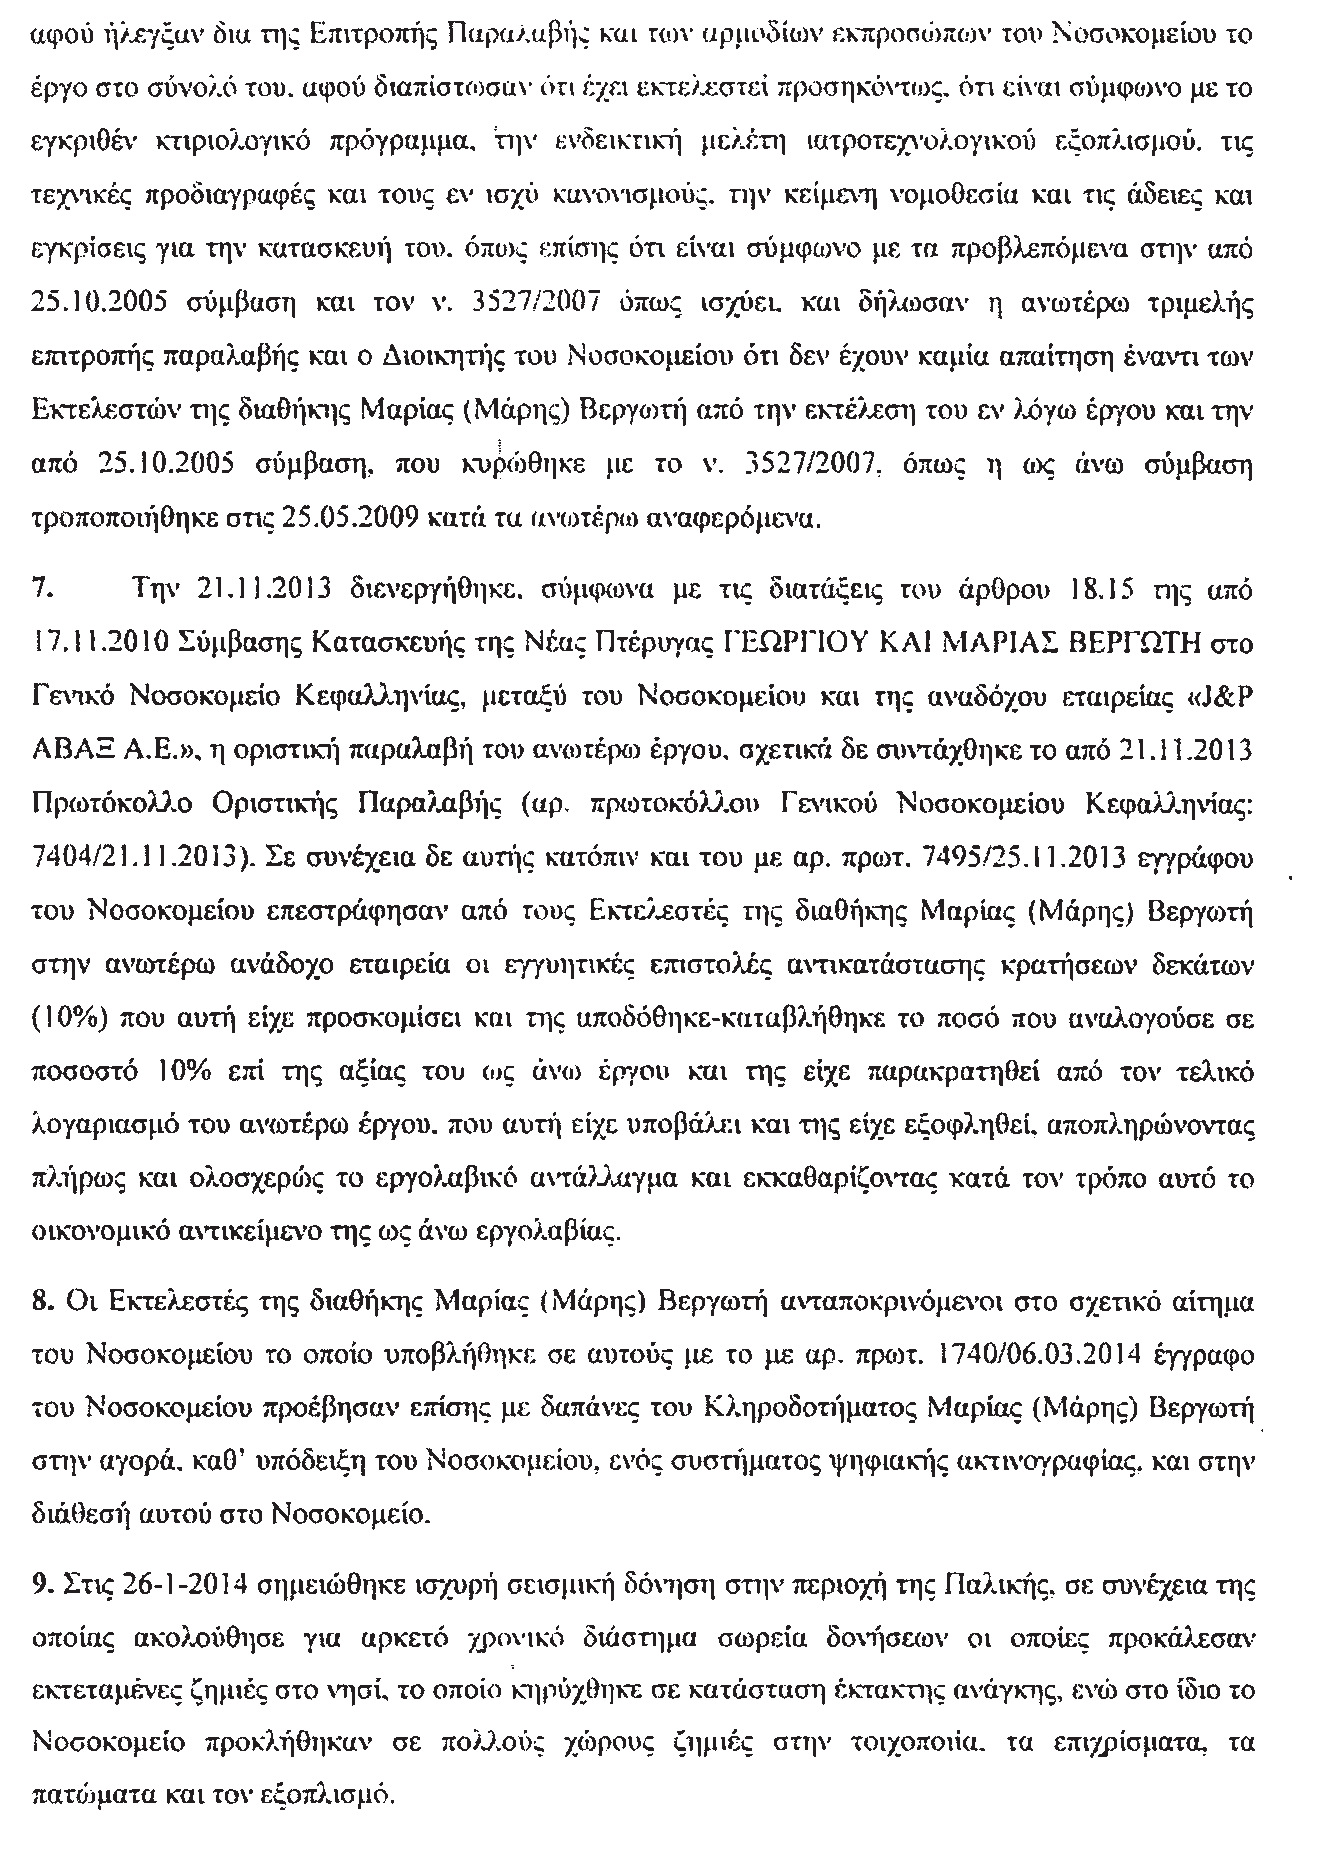 αφού ήλεγξαν δια της Επιτροπής Παραλαβής και των αρμοδίων εκπροσώπων του Νοσοκομείου το
έργο στο σύνολό του, αφού διαπίστωσαν ότι έχει εκτελεστεί προσηκόντως, ότι είναι σύμφωνο με το
εγκριθέν κτιριολογικό πρόγραμμα, την ενδεικτική μελέτη ιατροτεχνολογικού εξοπλισμού, τις
τεχνικές προδιαγραφές και τους εν ισχύ κανονισμούς, την κείμενη νομοθεσία και τις άδειες και
εγκρίσεις για την κατασκευή του, όπως επίσης ότι είναι σύμφωνο με τα προβλεπόμενα στην από
25.10.2005 σύμβαση και τον ν. 3527/2007 όπως ισχύει, και δήλωσαν η ανωτέρω τριμελής
επιτροπής παραλαβής και ο Διοικητής του Νοσοκομείου ότι δεν έχουν καμία απαίτηση έναντι των
Εκτελεστών της διαθήκης Μαρίας (Μάρης) Βεργωτή από την εκτέλεση του εν λόγω έργου και την
από 25.10.2005 σύμβαση, που κυρώθηκε με το ν. 3527/2007, όπως η ως άνω σύμβαση
τροποποιήθηκε στις 25.05.2009 κατά τα ανωτέρω αναφερόμενα.
7. Την 21.11.2013 διενεργήθηκε, σύμφωνα με τις διατάξεις του άρθρου 18.15 της από
17.11.2010 Σύμβασης Κατασκευής της Νέας Πτέρυγας ΓΕΩΡΓΙΟΥ ΚΑΙ ΜΑΡΙΑΣ ΒΕΡΓΩΤΗ στο
Γενικό Νοσοκομείο Κεφαλληνίας, μεταξύ του Νοσοκομείου και της αναδόχου εταιρείας «J&P
ΑΒΑΞ Α.Ε.», η οριστική παραλαβή του ανωτέρω έργου, σχετικά δε συντάχθηκε το από 21.11.2013
Πρωτόκολλο Οριστικής Παραλαβής (αρ. πρωτοκόλλου Γενικού Νοσοκομείου Κεφαλληνίας:
7404/21.11.2013). Σε συνέχεια δε αυτής κατόπιν και του με αρ. πρωτ. 7495/25.11.2013 εγγράφου
του Νοσοκομείου επεστράφησαν από τους Εκτελεστές της διαθήκης Μαρίας (Μάρης) Βεργωτή
στην ανωτέρω ανάδοχο εταιρεία οι εγγυητικές επιστολές αντικατάστασης κρατήσεων δεκάτων
(10%) που αυτή είχε προσκομίσει και της αποδόθηκε-καταβλήθηκε το ποσό που αναλογούσε σε
ποσοστό 10% επί της αξίας του ως άνω έργου και της είχε παρακρατηθεί από τον τελικό
λογαριασμό του ανωτέρω έργου, που αυτή είχε υποβάλει και της είχε εξοφληθεί, αποπληρώνοντας
πλήρως και ολοσχερώς το εργολαβικό αντάλλαγμα και εκκαθαρίζοντας κατά τον τρόπο αυτό το
οικονομικό αντικείμενο της ως άνω εργολαβίας.
8. Οι Εκτελεστές της διαθήκης Μαρίας (Μάρης) Βεργωτή ανταποκρινόμενοι στο σχετικό αίτημα
του Νοσοκομείου το οποίο υποβλήθηκε σε αυτούς με το με αρ. πρωτ. 1740/06.03.2014 έγγραφο
του Νοσοκομείου προέβησαν επίσης με δαπάνες του Κληροδοτήματος Μαρίας (Μάρης) Βεργωτή
στην αγορά, καθ’ υπόδειξη του Νοσοκομείου, ενός συστήματος ψηφιακής ακτινογραφίας, και στην
διάθεσή αυτού στο Νοσοκομείο.
9. Στις 26-1-2014 σημειώθηκε ισχυρή σεισμική δόνηση στην περιοχή της Παλικής, σε συνέχεια της
οποίας ακολούθησε για αρκετό χρονικό διάστημα σωρεία δονήσεων οι οποίες προκάλεσαν
εκτεταμένες ζημιές στο νησί, το οποίο κηρύχθηκε σε κατάσταση έκτακτης ανάγκης, ενώ στο ίδιο το
Νοσοκομείο προκλήθηκαν σε πολλούς χώρους ζημιές στην τοιχοποιία, τα επιχρίσματα, τα
πατώματα και τον εξοπλισμό.